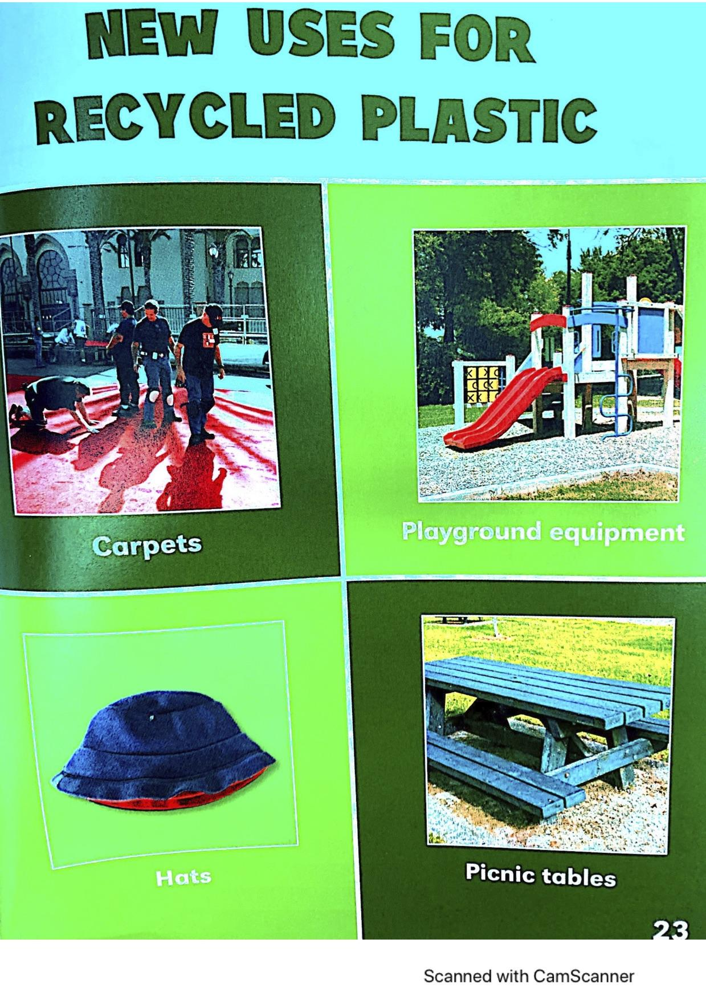 NEW USES FOR
RECYCLED PLASTIC
Carpets
Playground equipment
Hats
Picnic tables
23
Scanned with CamScanner